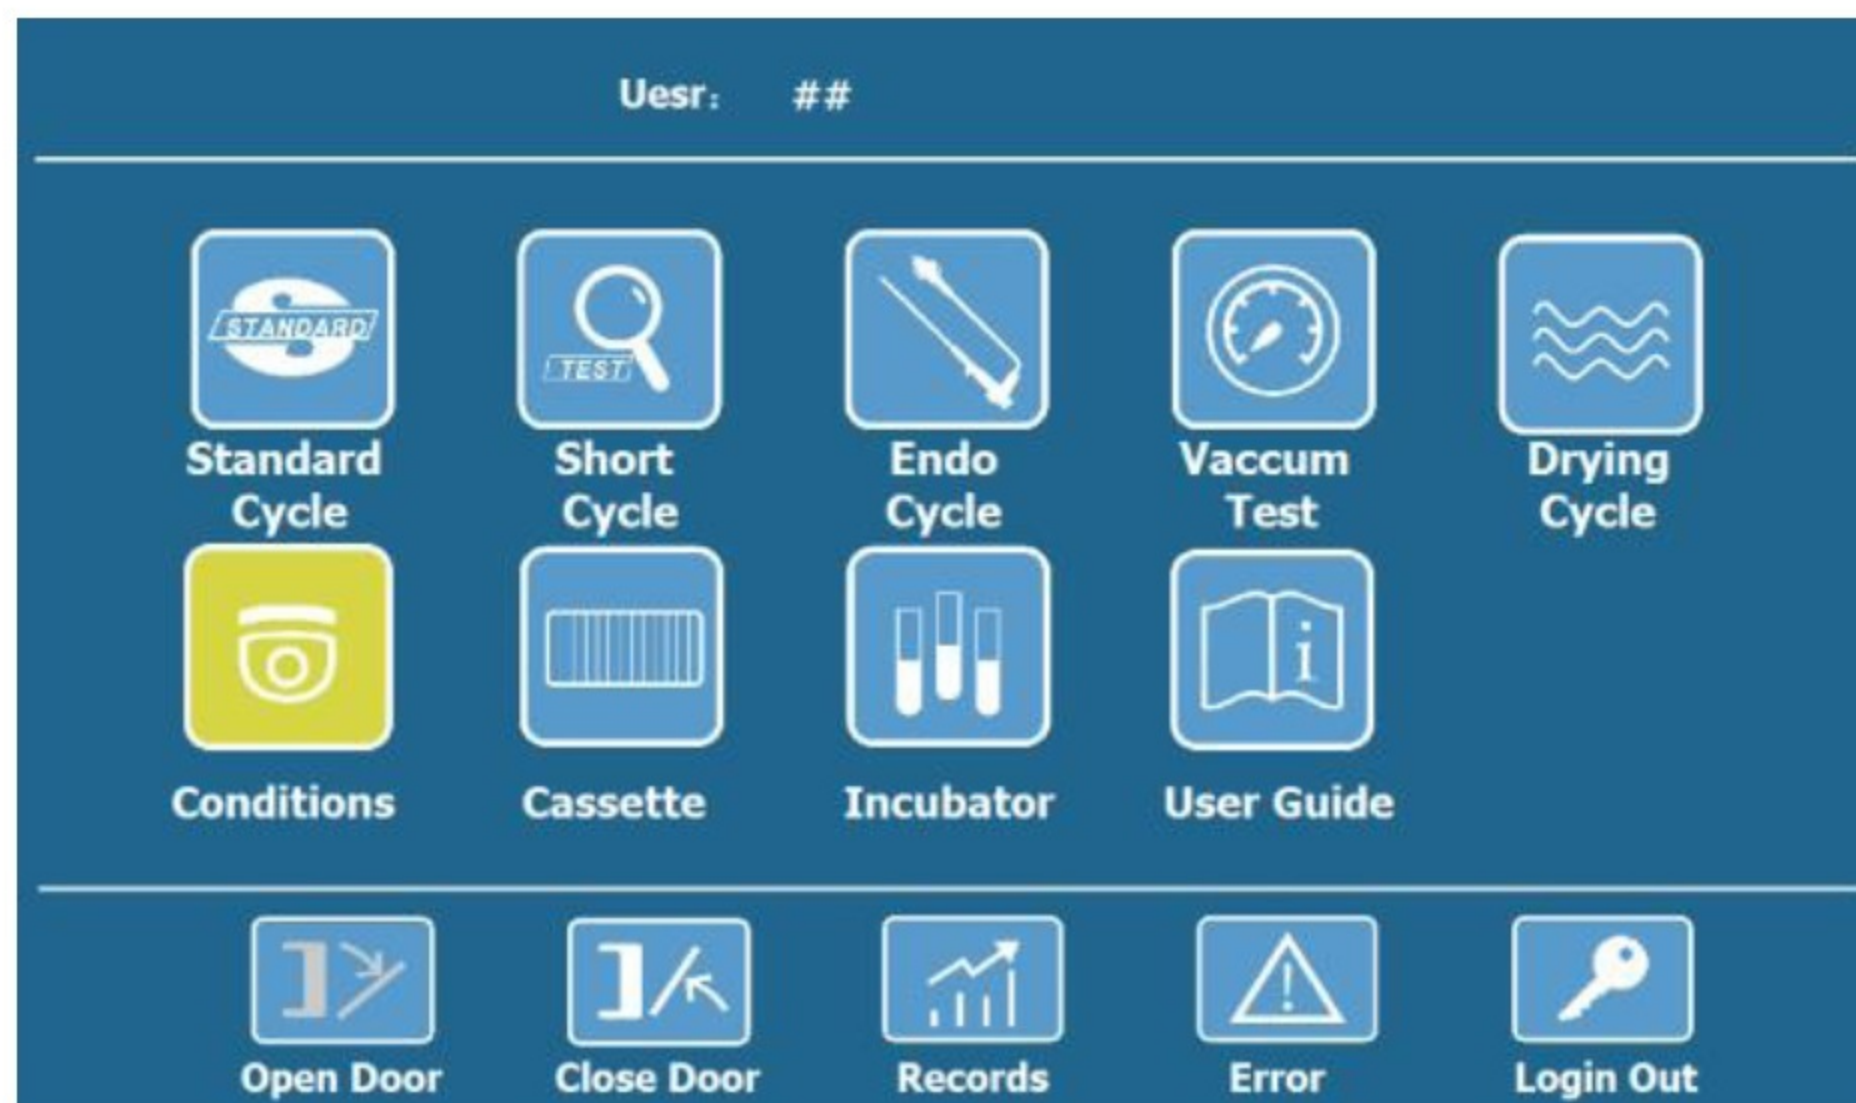 Uesr: ##
STANDARD
TEST
Standard Cycle
Short Cycle
Endo Cycle
Vaccum Test
Drying Cycle
i
Conditions
Cassette
Incubator
User Guide
!
Open Door
Close Door
Records
Error
Login Out